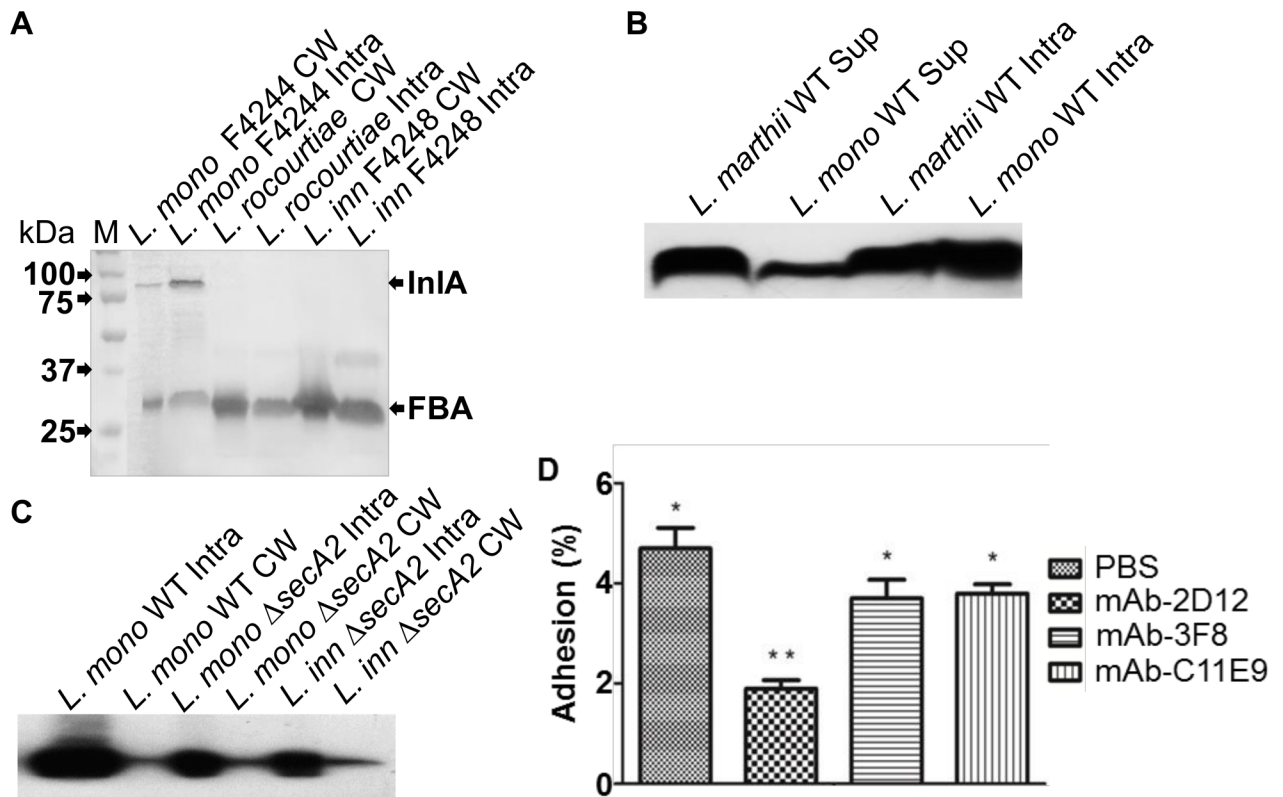 A
L. mono F4244 CW
L. mono F4244 Intra
L. rocourtiae CW
L. rocourtiae Intra
L. inn F4248 CW
L. inn F4248 Intra
kDa M
100
75
37
25
InlA
FBA
B
L. marthii WT Sup
L. mono WT Sup
L. marthii WT Intra
L. mono WT Intra
C
L. mono WT Intra
L. mono WT CW
L. mono ΔsecA2 Intra
L. mono ΔsecA2 CW
L. inn ΔsecA2 Intra
L. inn ΔsecA2 CW
D
Adhesion (%)
6
4
2
0
*
**
*
*
PBS
mAb-2D12
mAb-3F8
mAb-C11E9